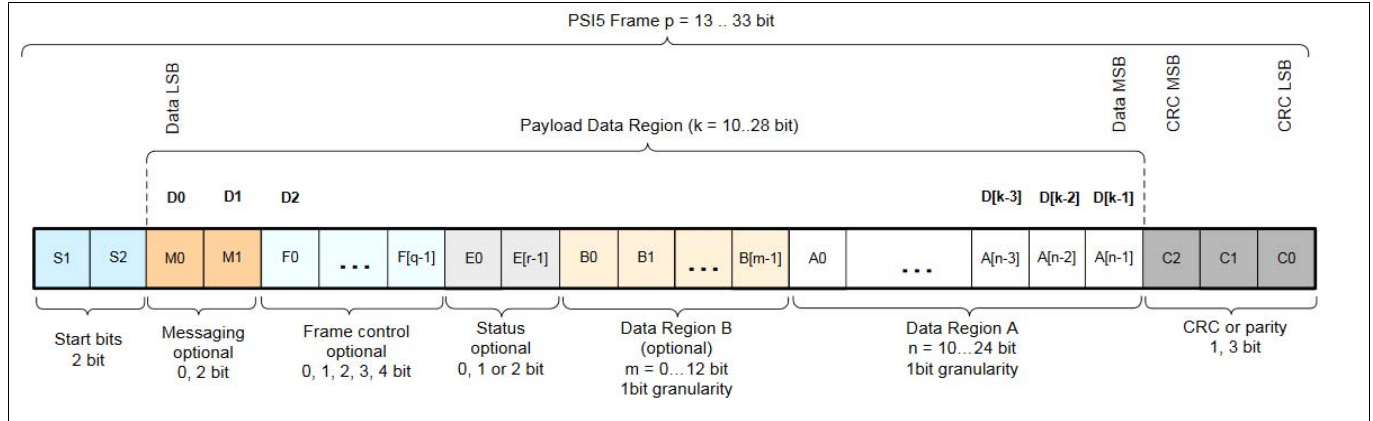 PSI5 Frame p = 13 .. 33 bit
Data LSB
Data MSB
CRC MSB
CRC LSB
Payload Data Region (k = 10..28 bit)
D0 D1 D2 D[k-3] D[k-2] D[k-1]
S1 S2 M0 M1 F0 ... F[q-1] E0 E[r-1] B0 B1 ... B[m-1] A0 ... A[n-3] A[n-2] A[n-1] C2 C1 C0
Start bits
2 bit
Messaging
optional
0, 2 bit
Frame control
optional
0, 1, 2, 3, 4 bit
Status
optional
0, 1 or 2 bit
Data Region B
(optional)
m = 0...12 bit
1bit granularity
Data Region A
n = 10...24 bit
1bit granularity
CRC or parity
1, 3 bit